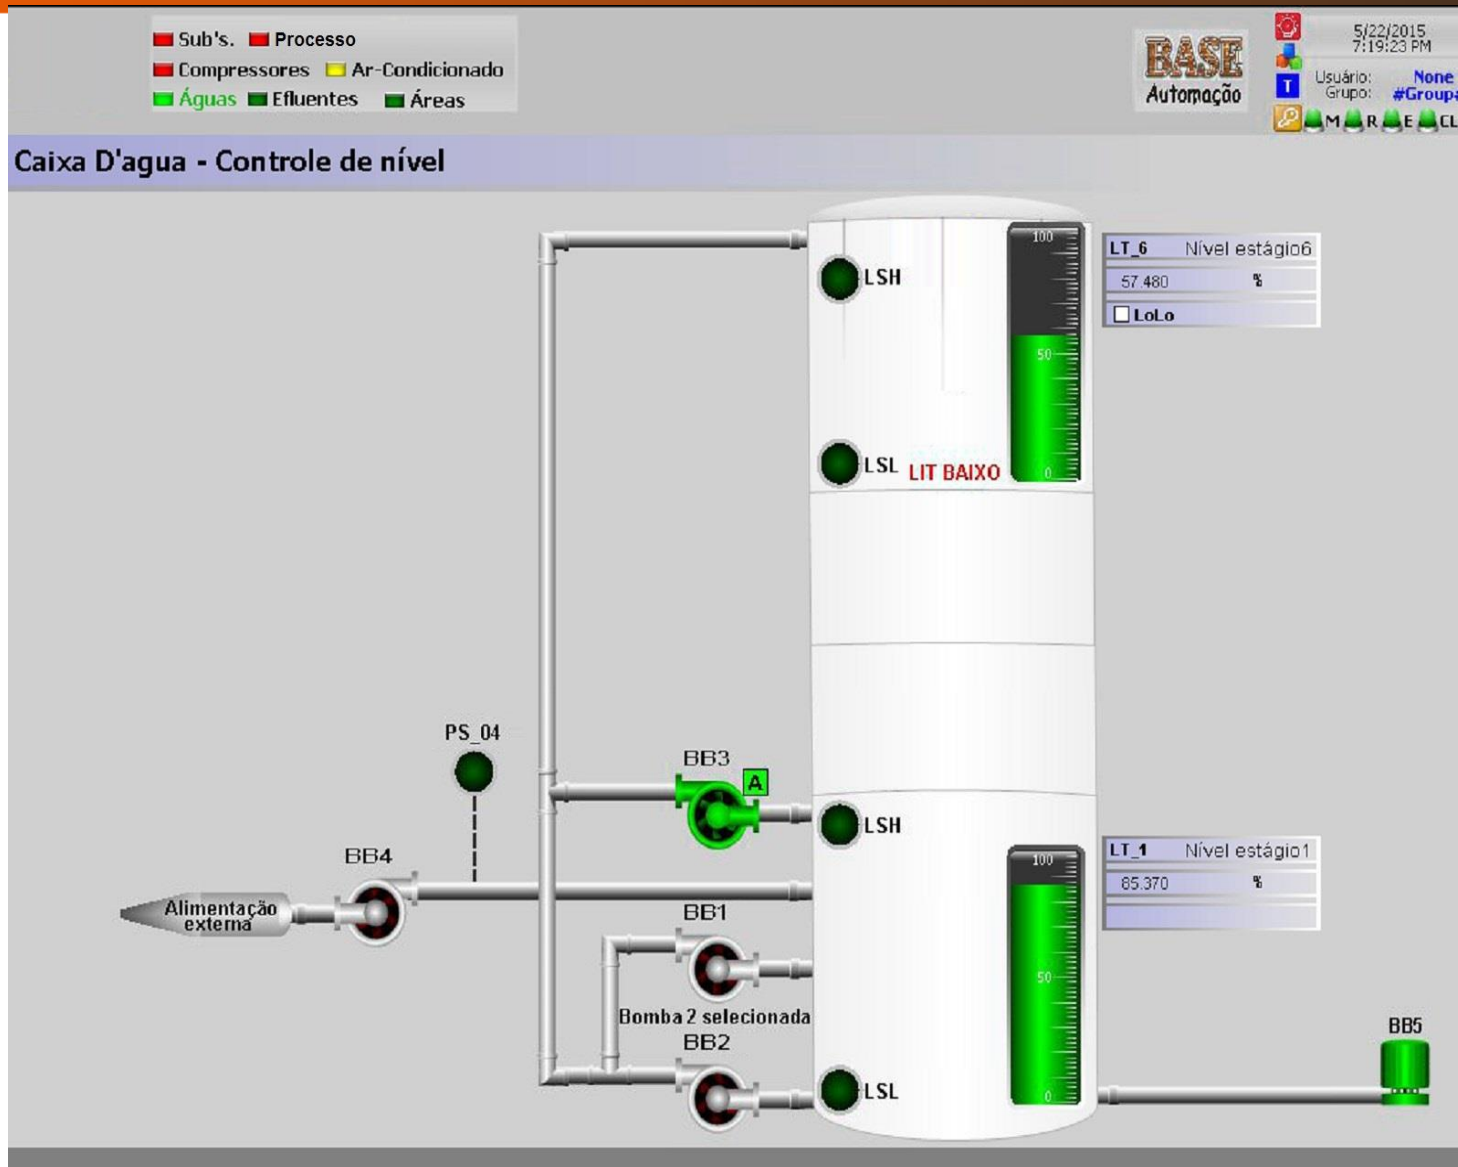 Sub's. Processo
Compressores Ar-Condicionado
Águas Efluentes Áreas
BASE
Automação
5/22/2015
7:19:23 PM
T
Usuário: None
Grupo: #Group#
M R E CL
Caixa D'agua - Controle de nível
100
LSH
50
LSL LIT BAIXO
0
LT_6 Nível estágio6
57.480 %
LoLo
PS_04
BB3
A
LSH
BB4
Alimentação
externa
BB1
Bomba 2 selecionada
BB2
LSL
100
50
0
LT_1 Nível estágio1
85.370 %
BB5